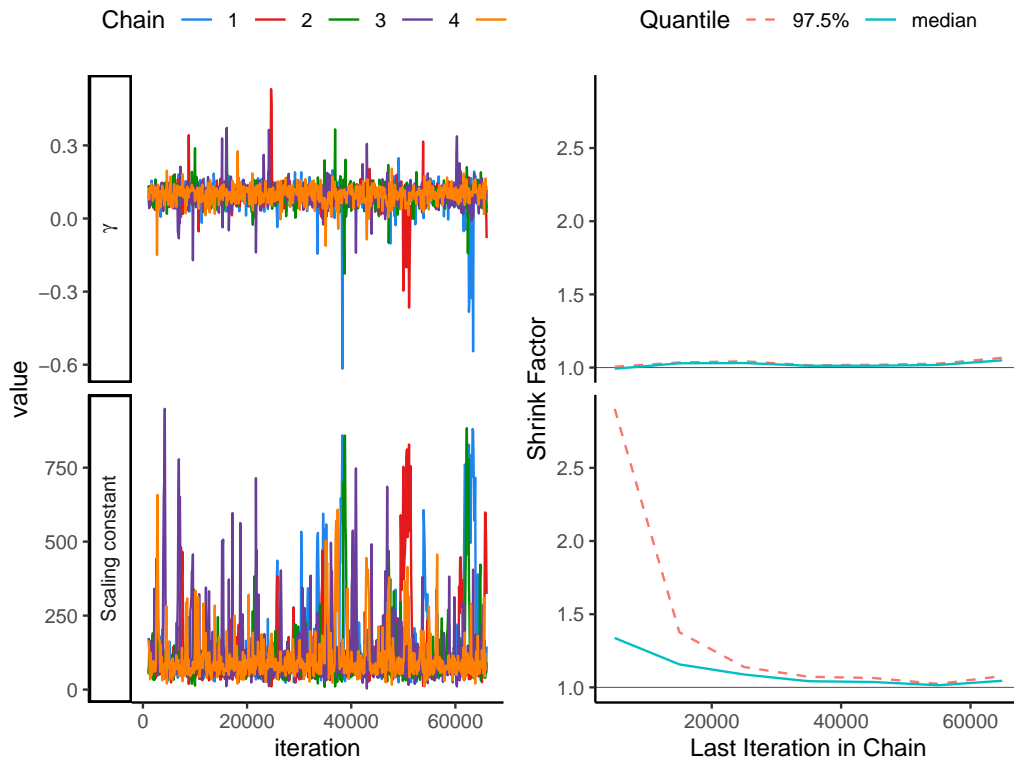 Chain 1 2 3 4
Quantile 97.5% median
γ
0.3
0.0
−0.3
−0.6
value
Scaling constant
750
500
250
0
0 20000 40000 60000
iteration
Shrink Factor
2.5
2.0
1.5
1.0
2.5
2.0
1.5
1.0
20000 40000 60000
Last Iteration in Chain